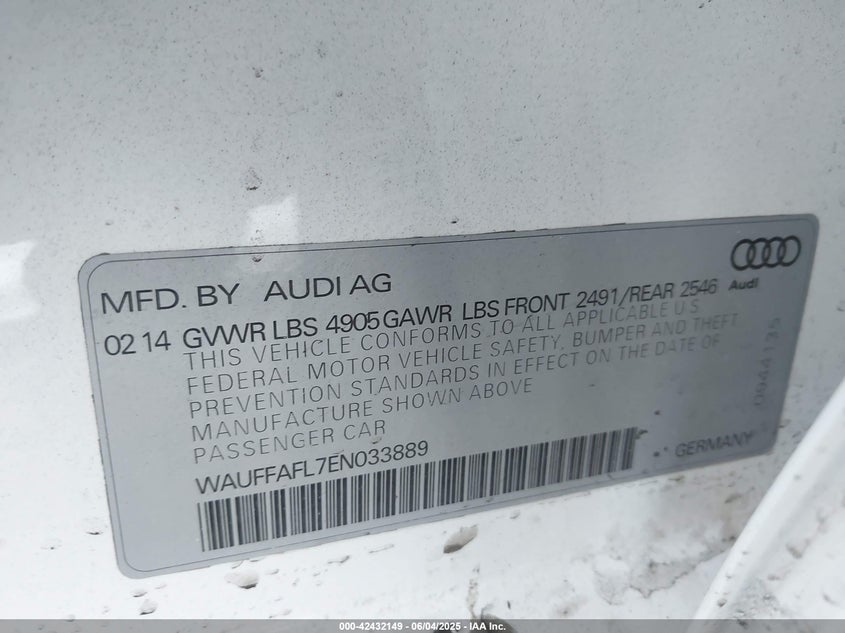 MFD. BY AUDI AG
Audi
02 14 GVWR LBS 4905 GAWR LBS FRONT 2491/REAR 2546
THIS VEHICLE CONFORMS TO ALL APPLICABLE U S
FEDERAL MOTOR VEHICLE SAFETY, BUMPER AND THEFT
PREVENTION STANDARDS IN EFFECT ON THE DATE OF
MANUFACTURE SHOWN ABOVE
PASSENGER CAR
WAUFFAFL7EN033889
GERMANY
0944135
000-42432149 - 06/04/2025 - IAA Inc.